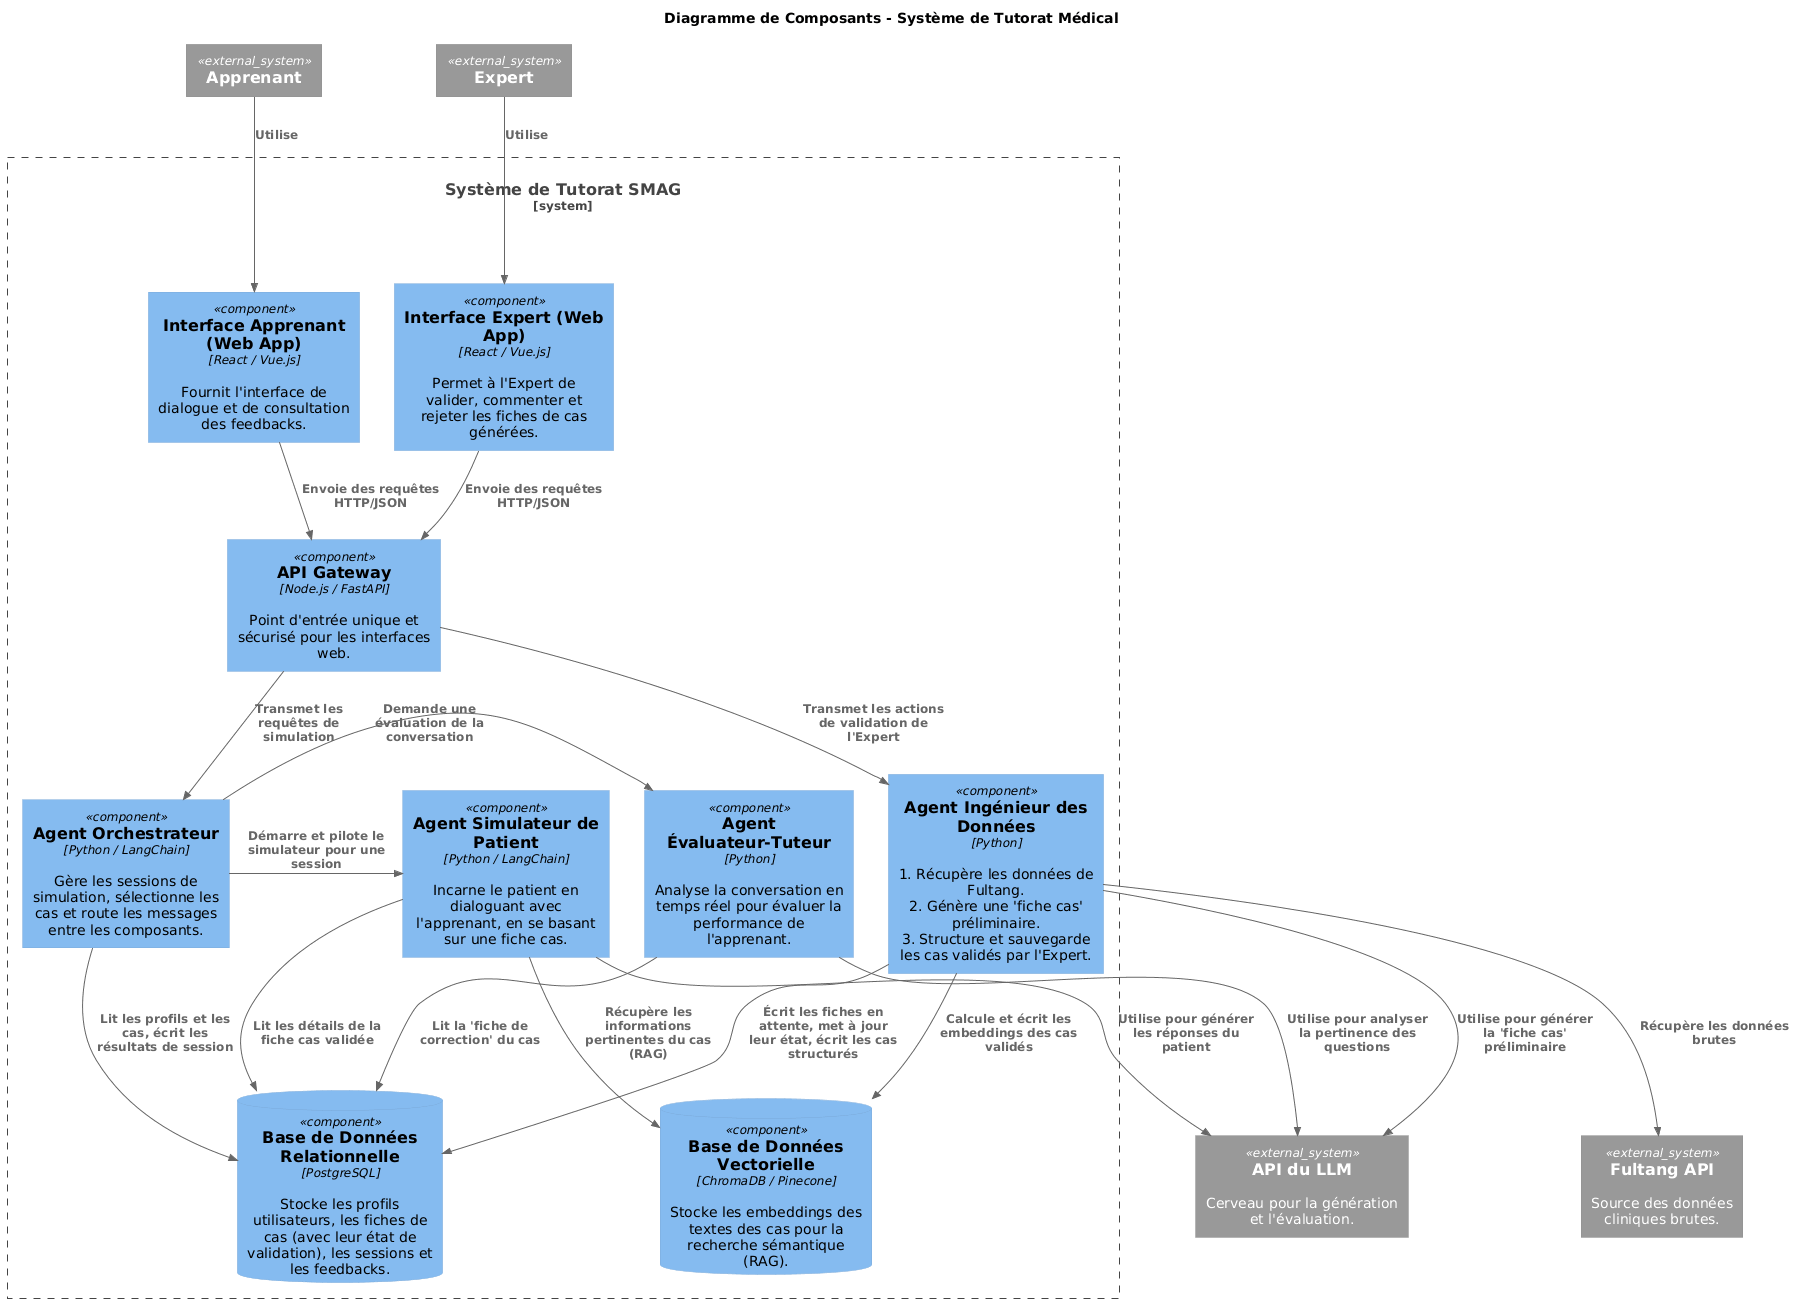 Diagramme de Composants - Système de Tutorat Médical
«external_system»
Apprenant
«external_system»
Expert
Utilise
Utilise
Système de Tutorat SMAG
[system]
«component»
Interface Apprenant
(Web App)
[React / Vue.js]
Fournit l'interface de
dialogue et de consultation
des feedbacks.
«component»
Interface Expert (Web
App)
[React / Vue.js]
Permet à l'Expert de
valider, commenter et
rejeter les fiches de cas
générées.
Envoie des requêtes
HTTP/JSON
Envoie des requêtes
HTTP/JSON
«component»
API Gateway
[Node.js / FastAPI]
Point d'entrée unique et
sécurisé pour les interfaces
web.
Transmet les
requêtes de
simulation
Demande une
évaluation de la
conversation
Transmet les actions
de validation de
l'Expert
«component»
Agent Orchestrateur
[Python / LangChain]
Gère les sessions de
simulation, sélectionne les
cas et route les messages
entre les composants.
Démarre et pilote le
simulateur pour une
session
«component»
Agent Simulateur de
Patient
[Python / LangChain]
Incarne le patient en
dialoguant avec
l'apprenant, en se basant
sur une fiche cas.
«component»
Agent
Évaluateur-Tuteur
[Python]
Analyse la conversation en
temps réel pour évaluer la
performance de
l'apprenant.
«component»
Agent Ingénieur des
Données
[Python]
1. Récupère les données de
Fultang.
2. Génère une 'fiche cas'
préliminaire.
3. Structure et sauvegarde
les cas validés par l'Expert.
Lit les profils et les
cas, écrit les
résultats de session
Lit les détails de la
fiche cas validée
Lit la 'fiche de
correction' du cas
Récupère les
informations
pertinentes du cas
(RAG)
Écrit les fiches en
attente, met à jour
leur état, écrit les cas
structurés
Calcule et écrit les
embeddings des cas
validés
Utilise pour générer
les réponses du
patient
Utilise pour analyser
la pertinence des
questions
Utilise pour générer
la 'fiche cas'
préliminaire
Récupère les données
brutes
«component»
Base de Données
Relationnelle
[PostgreSQL]
Stocke les profils
utilisateurs, les fiches de
cas (avec leur état de
validation), les sessions et
les feedbacks.
«component»
Base de Données
Vectorielle
[ChromaDB / Pinecone]
Stocke les embeddings des
textes des cas pour la
recherche sémantique
(RAG).
«external_system»
API du LLM
Cerveau pour la génération
et l'évaluation.
«external_system»
Fultang API
Source des données
cliniques brutes.